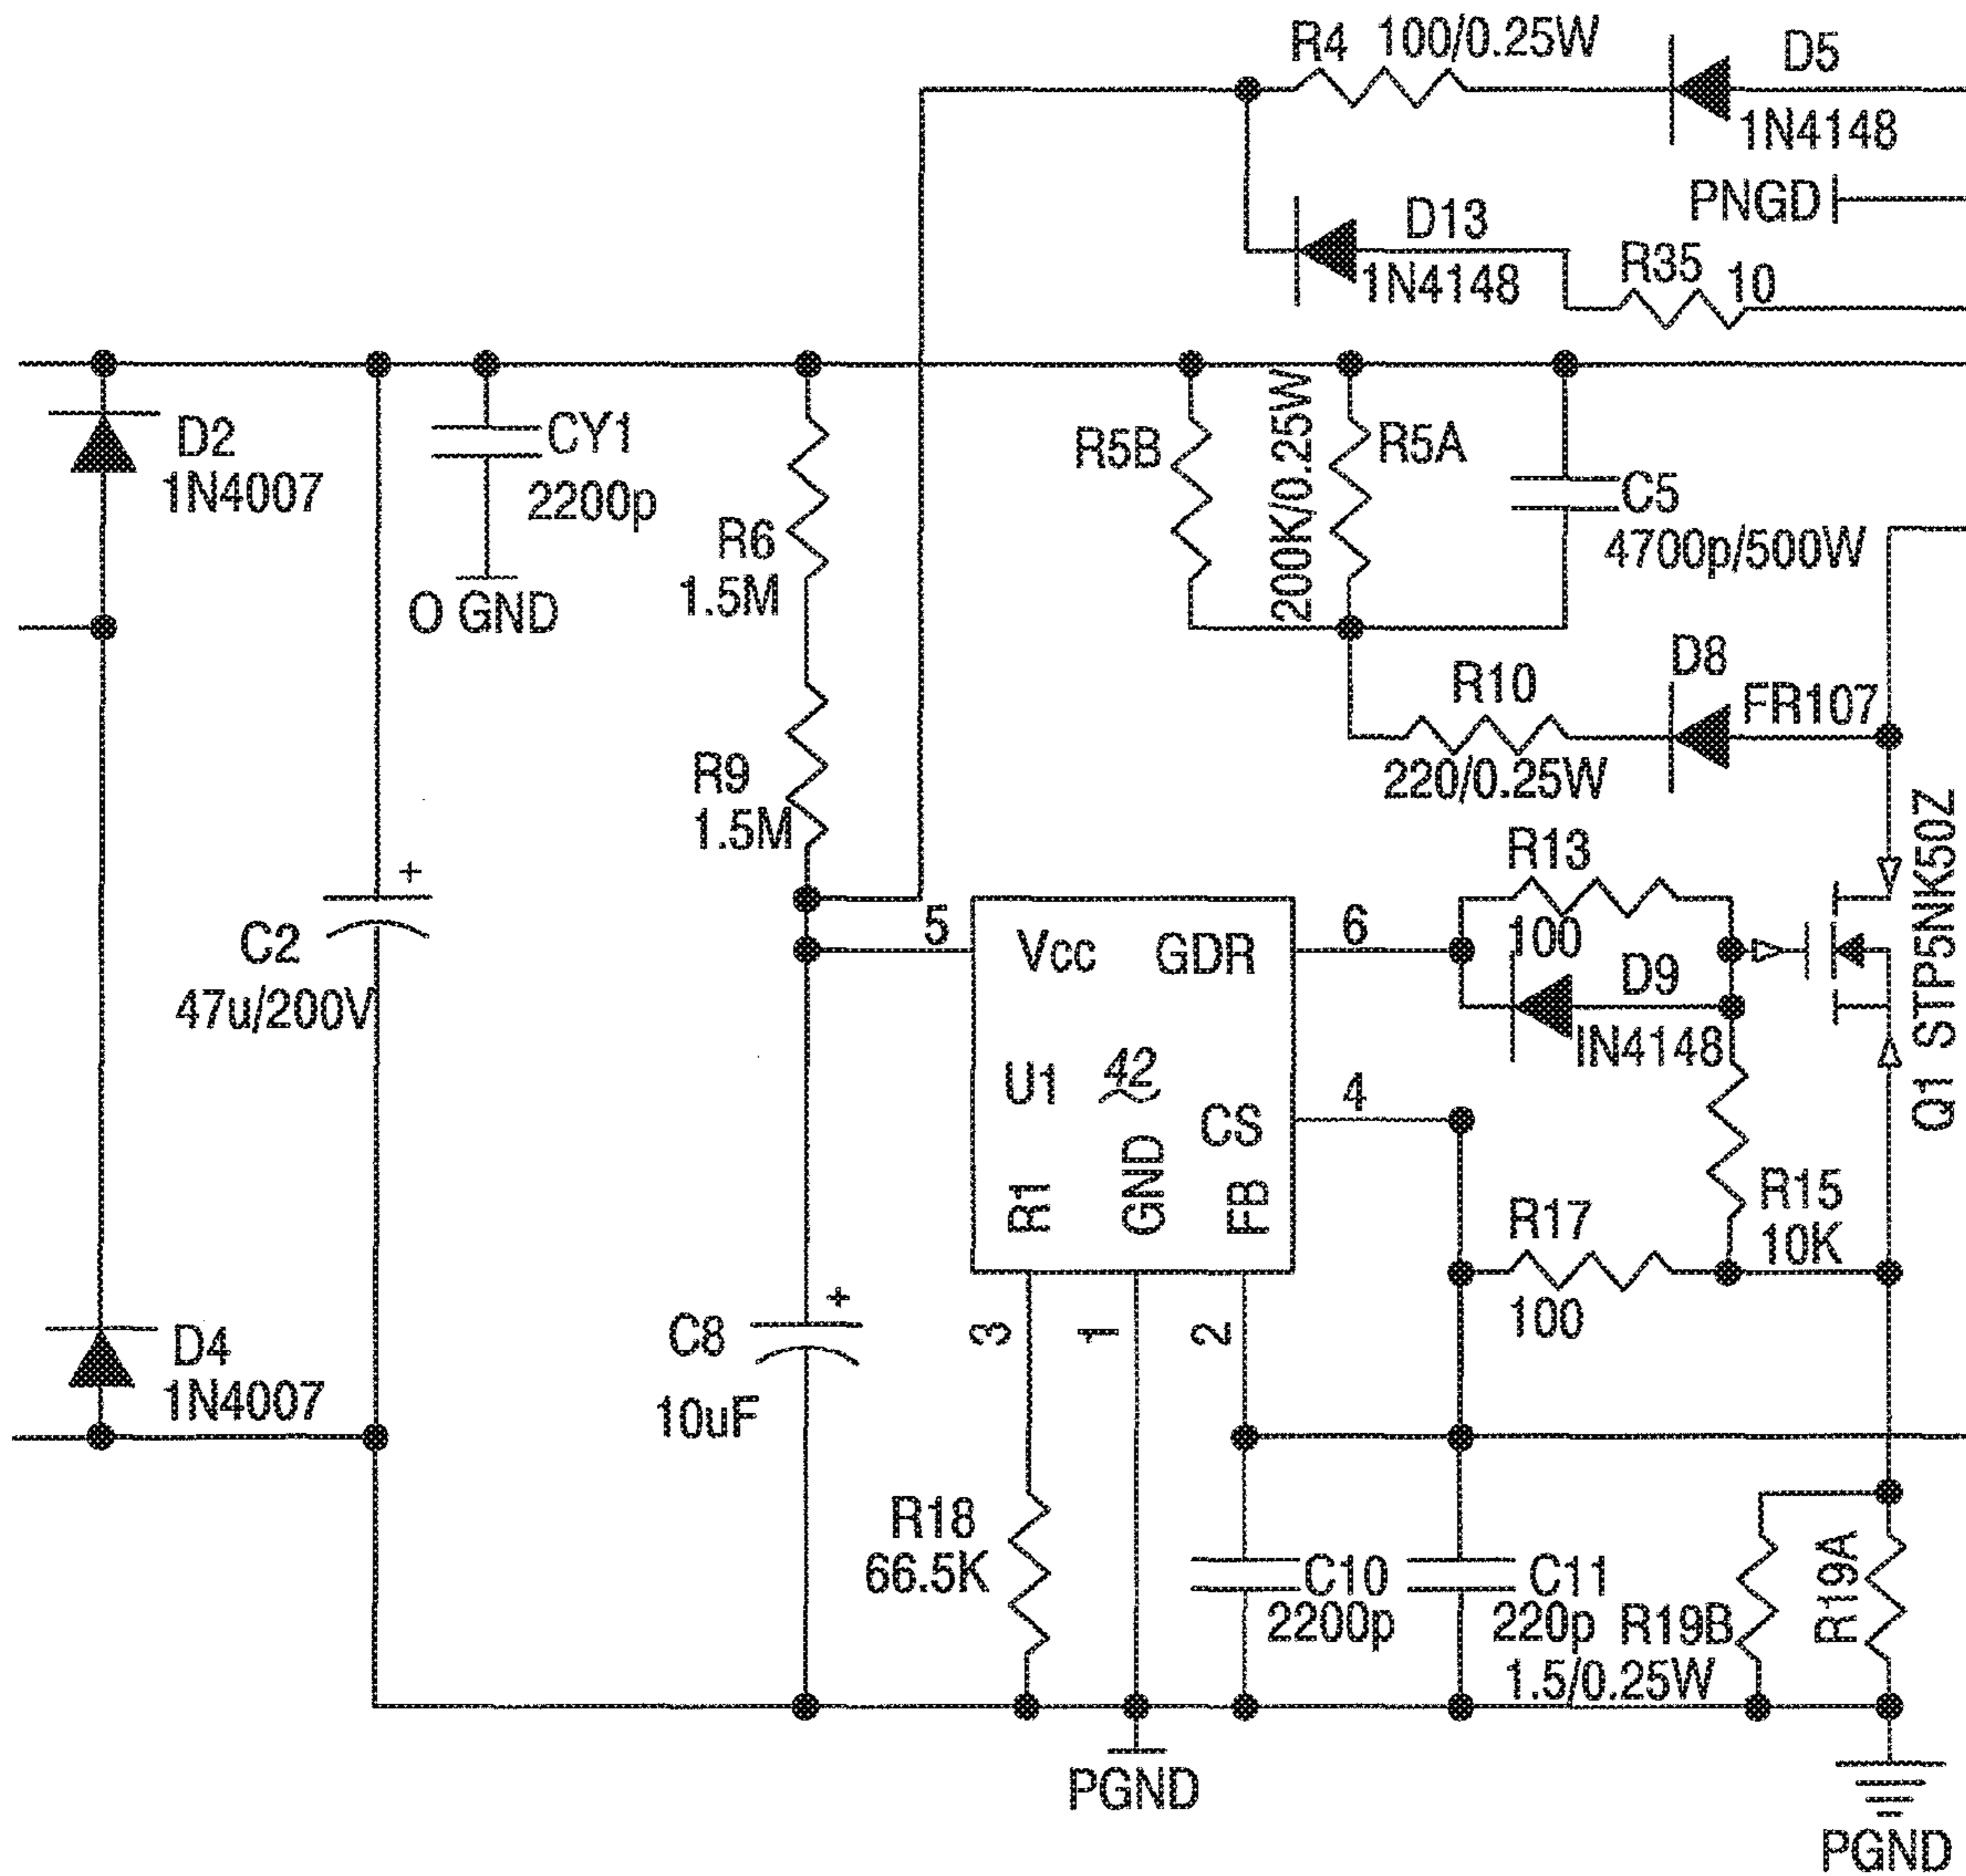 R4 100/0.25W
D5
1N4148
PNGD
D13
1N4148
R35 10
D2
1N4007
CY1
2200p
O GND
R6
1.5M
R5B
200K/0.25W
R5A
C5
4700p/500W
R9
1.5M
R10
220/0.25W
D8
FR107
+
C2
47u/200V
5
Vcc
GDR
6
R13
100
D9
IN4148
Q1 STP5NK50Z
U1
42
CS
4
R1
GND
FB
R17
100
R15
10K
D4
1N4007
+
C8
10uF
3
1
2
R18
66.5K
C10
2200p
C11
220p
R19B
1.5/0.25W
R19A
PGND
PGND